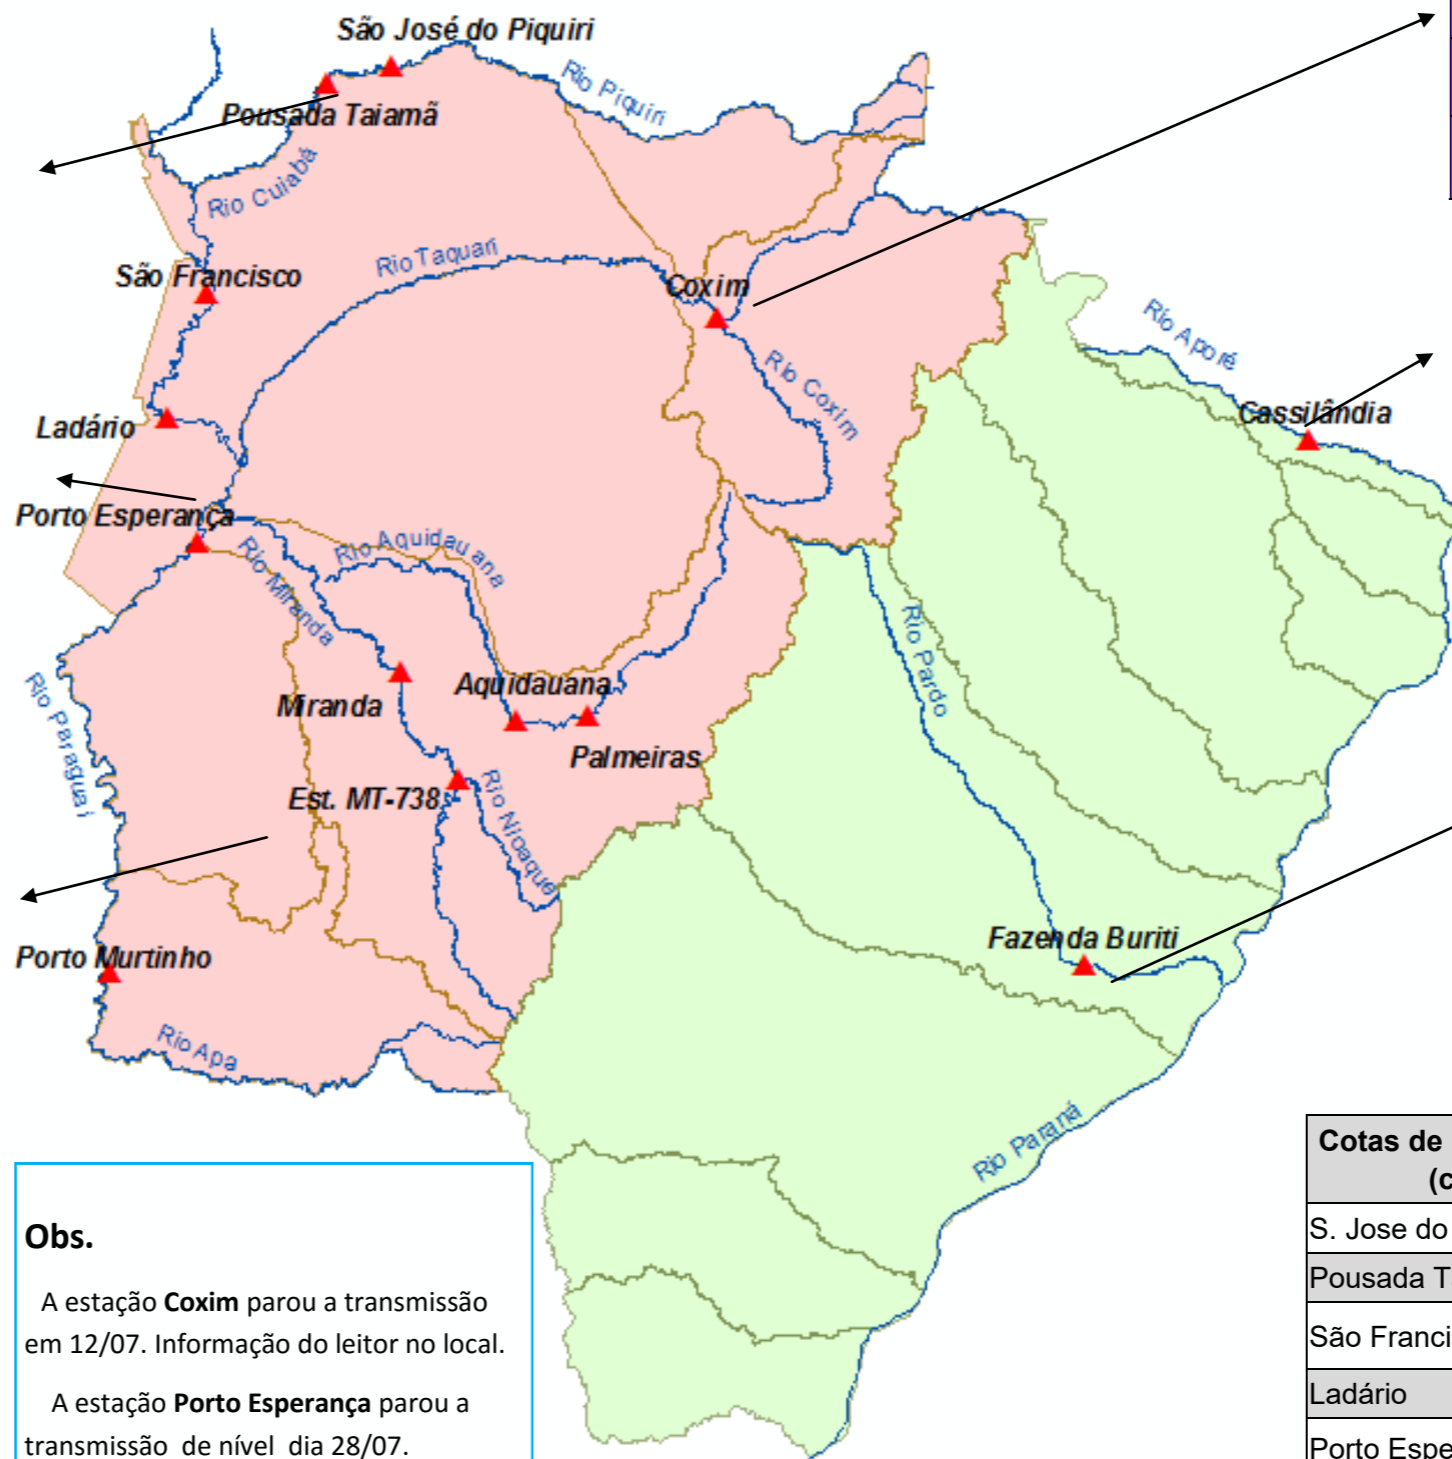 São José do Piquiri
Rio Piquiri
Pousada Taiamã
Rio Cuiabá
Rio Taquari
São Francisco
Coxim
Rio Aporé
Rio Coxim
Cassilândia
Ladário
Porto Esperança
Rio Aquidauana
Rio Miranda
Rio Pardo
Rio Paraguai
Aquidauana
Miranda
Palmeiras
Est. MT-738
Rio Nioaque
Fazenda Buriti
Porto Murtinho
Rio Apa
Rio Paraná
Obs.
A estação Coxim parou a transmissão
em 12/07. Informação do leitor no local.
A estação Porto Esperança parou a
transmissão de nível dia 28/07.
Cotas de
(c
S. Jose do
Pousada T
São Franci
Ladário
Porto Espe